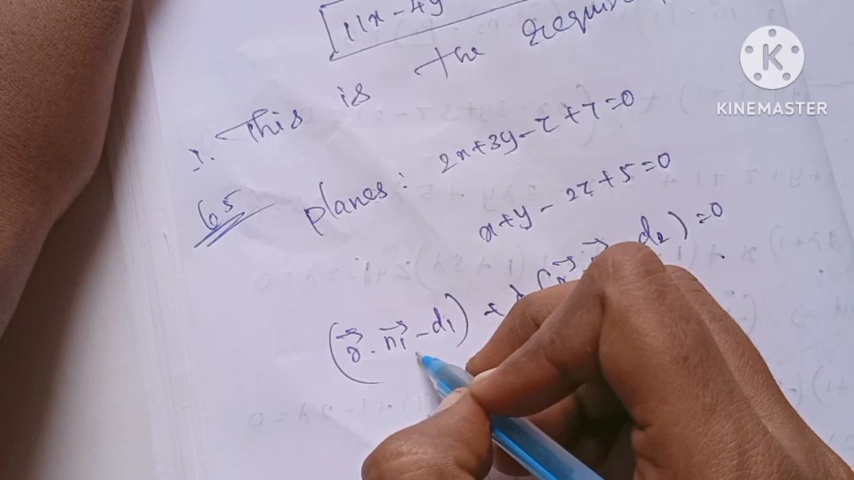 [11x - 4y
∴ This is the require
65 planes: 2x+3y-z+7=0
x+y-2z+5=0
(r⃗ . n⃗₁ - d₁) + λ ( d₂) = 0
KINEMASTER